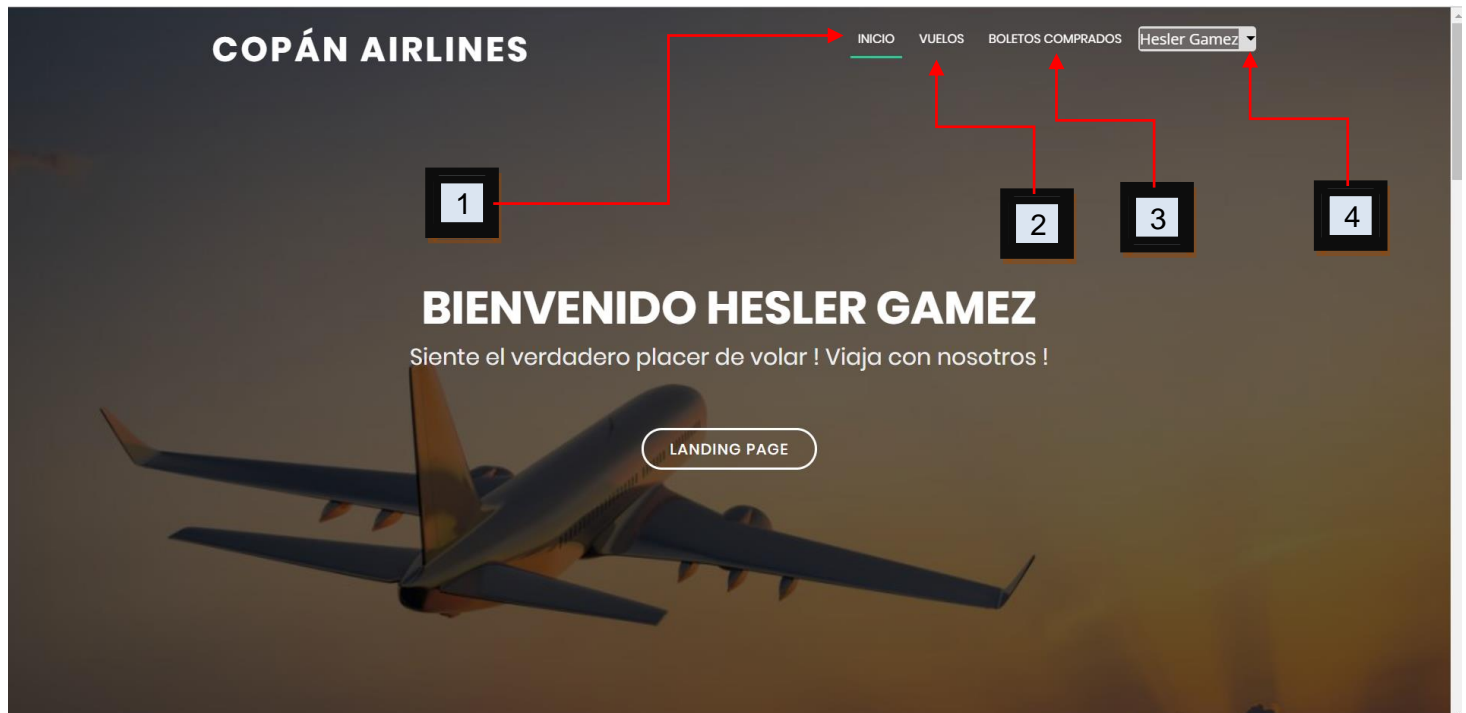 COPÁN AIRLINES
INICIO VUELOS BOLETOS COMPRADOS Hesler Gamez
1
2
3
4
BIENVENIDO HESLER GAMEZ
Siente el verdadero placer de volar ! Viaja con nosotros !
LANDING PAGE